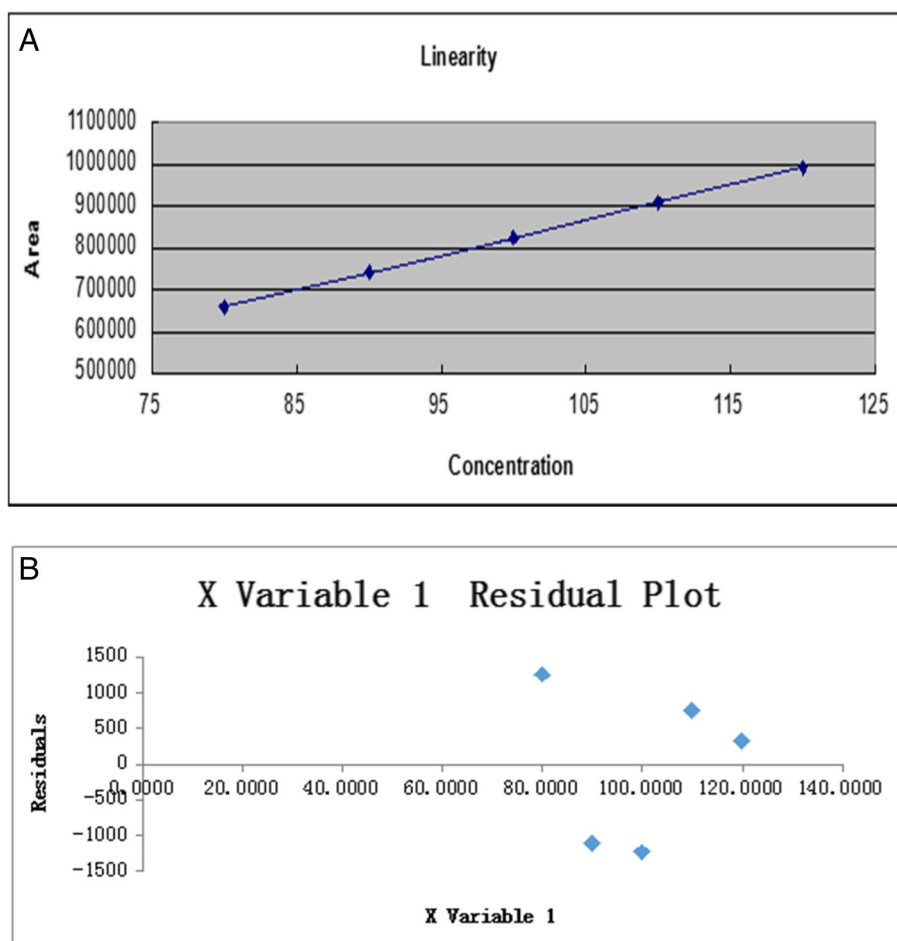 A
Linearity
1100000
1000000
900000
800000
700000
600000
500000
Area
75 85 95 105 115 125
Concentration
B
X Variable 1 Residual Plot
1500
1000
500
0
-500
-1000
-1500
Residuals
0.0000 20.0000 40.0000 60.0000 80.0000 100.0000 120.0000 140.0000
X Variable 1